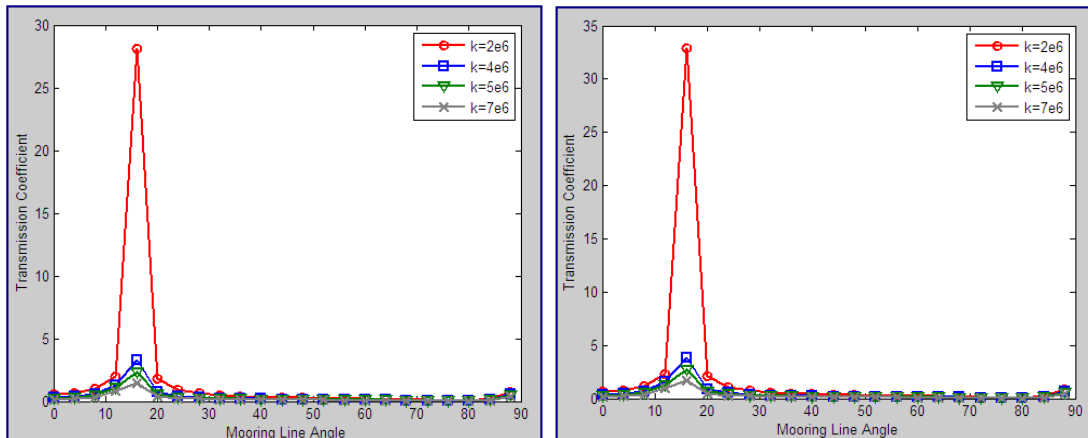 30
25
20
15
10
5
0 10 20 30 40 50 60 70 80 90
Transmission Coefficient
Mooring Line Angle
k=2e6
k=4e6
k=5e6
k=7e6
35
30
25
20
15
10
5
0
0 10 20 30 40 50 60 70 80 90
Transmission Coefficient
Mooring Line Angle
k=2e6
k=4e6
k=5e6
k=7e6